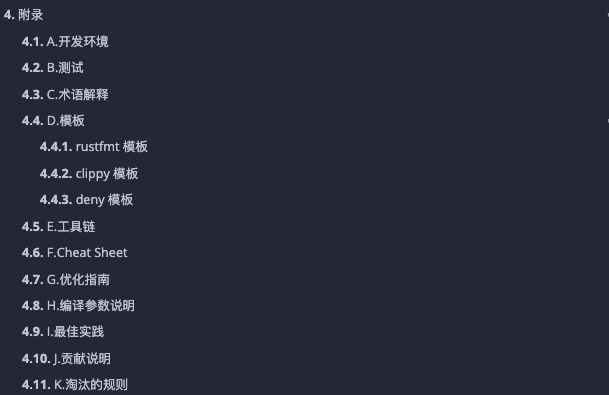 4. 附录
4.1. A.开发环境
4.2. B.测试
4.3. C.术语解释
4.4. D.模板
4.4.1. rustfmt 模板
4.4.2. clippy 模板
4.4.3. deny 模板
4.5. E.工具链
4.6. F.Cheat Sheet
4.7. G.优化指南
4.8. H.编译参数说明
4.9. I.最佳实践
4.10. J.贡献说明
4.11. K.淘汰的规则